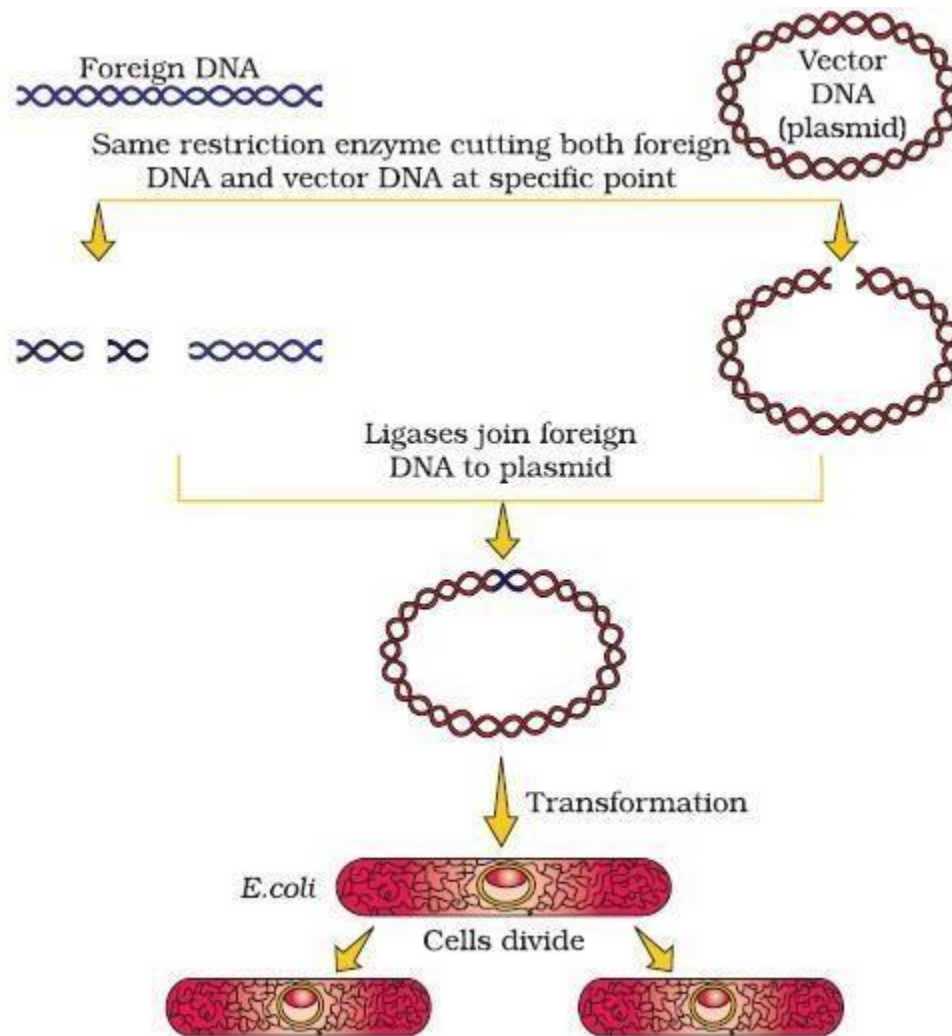 Foreign DNA
Vector
DNA
(plasmid)
Same restriction enzyme cutting both foreign
DNA and vector DNA at specific point
Ligases join foreign
DNA to plasmid
Transformation
E.coli
Cells divide